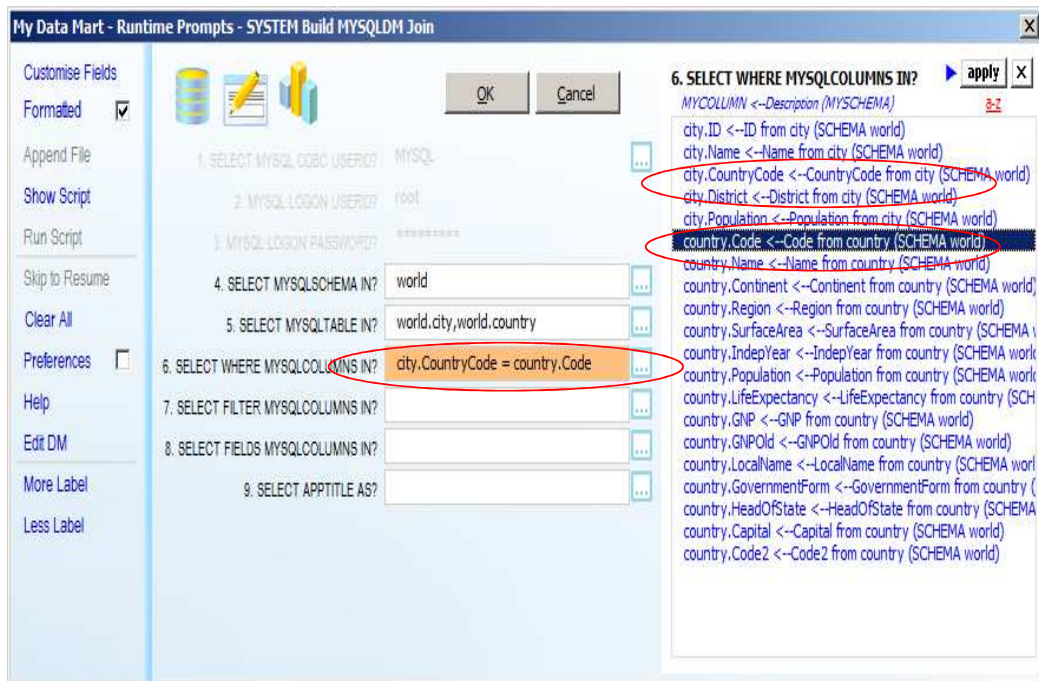 My Data Mart - Runtime Prompts - SYSTEM Build MYSQLDM Join
X
Customise Fields
Formatted
Append File
Show Script
Run Script
Skip to Resume
Clear All
Preferences
Help
Edit DM
More Label
Less Label
OK
Cancel
1. SELECT MYSQL ODBC USERID?
MYSQL
...
2. MYSQL LOGON USERID?
root
3. MYSQL LOGON PASSWORD?
*********
4. SELECT MYSQLSCHEMA IN?
world
...
5. SELECT MYSQLTABLE IN?
world.city,world.country
...
6. SELECT WHERE MYSQLCOLUMNS IN?
city.CountryCode = country.Code
...
7. SELECT FILTER MYSQLCOLUMNS IN?
...
8. SELECT FIELDS MYSQLCOLUMNS IN?
...
9. SELECT APPTITLE AS?
...
6. SELECT WHERE MYSQLCOLUMNS IN?
apply
X
MYCOLUMN <--Description (MYSCHEMA)
a-z
city.ID <--ID from city (SCHEMA world)
city.Name <--Name from city (SCHEMA world)
city.CountryCode <--CountryCode from city (SCHEMA world)
city.District <--District from city (SCHEMA world)
city.Population <--Population from city (SCHEMA world)
country.Code <--Code from country (SCHEMA world)
country.Name <--Name from country (SCHEMA world)
country.Continent <--Continent from country (SCHEMA world)
country.Region <--Region from country (SCHEMA world)
country.SurfaceArea <--SurfaceArea from country (SCHEMA
country.IndepYear <--IndepYear from country (SCHEMA worl
country.Population <--Population from country (SCHEMA worl
country.LifeExpectancy <--LifeExpectancy from country (SCH
country.GNP <--GNP from country (SCHEMA world)
country.GNPOld <--GNPOld from country (SCHEMA world)
country.LocalName <--LocalName from country (SCHEMA worl
country.GovernmentForm <--GovernmentForm from country (
country.HeadOfState <--HeadOfState from country (SCHEMA
country.Capital <--Capital from country (SCHEMA world)
country.Code2 <--Code2 from country (SCHEMA world)